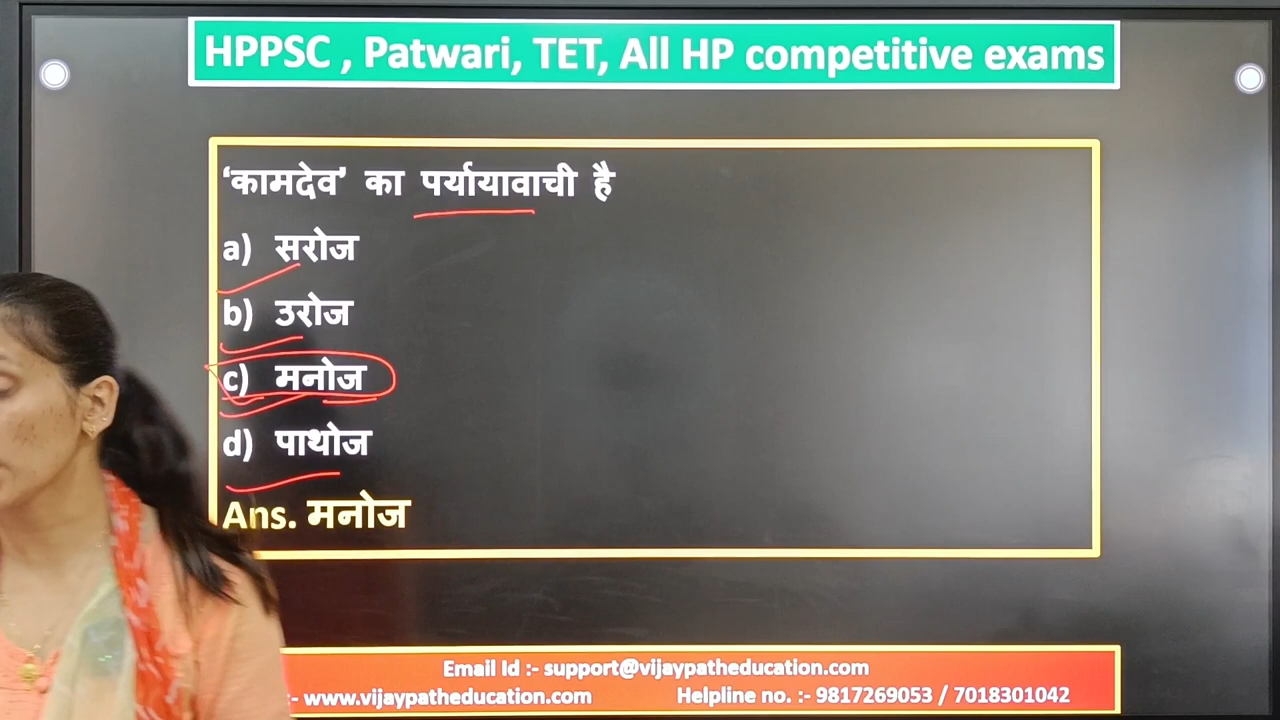 HPPSC , Patwari, TET, All HP competitive exams
‘कामदेव’ का पर्यायावाची है
a) सरोज
b) उरोज
c) मनोज
d) पाथोज
Ans. मनोज
Email Id :- support@vijaypatheducation.com
:- www.vijaypatheducation.com Helpline no. :- 9817269053 / 7018301042